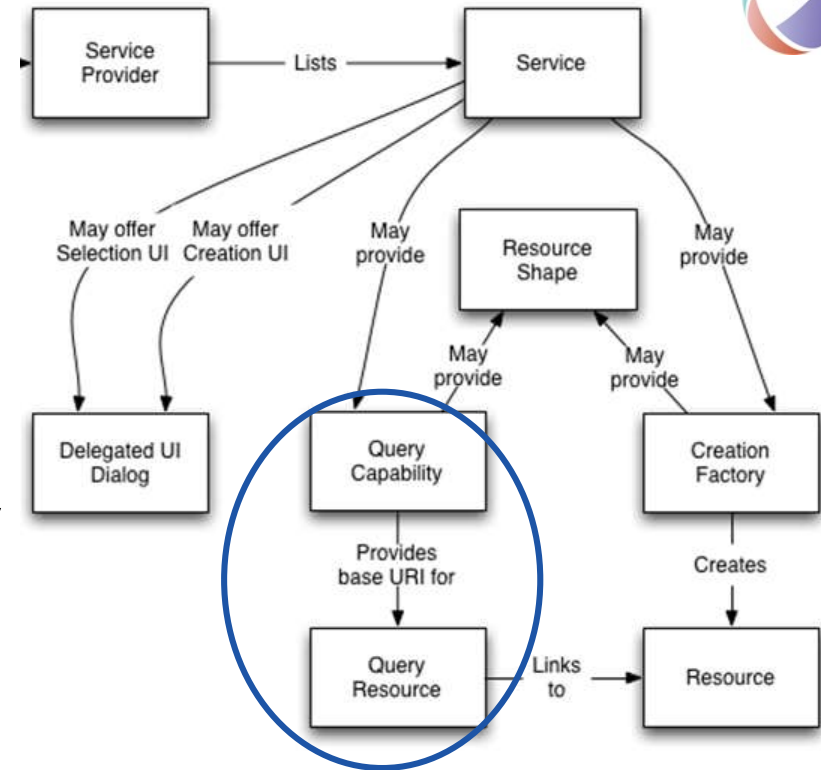 Service
Provider
Lists
Service
May offer
Selection UI
May offer
Creation UI
May
provide
Resource
Shape
May
provide
May
provide
May
provide
Delegated UI
Dialog
Query
Capability
Creation
Factory
Provides
base URI for
Creates
Query
Resource
Links
to
Resource